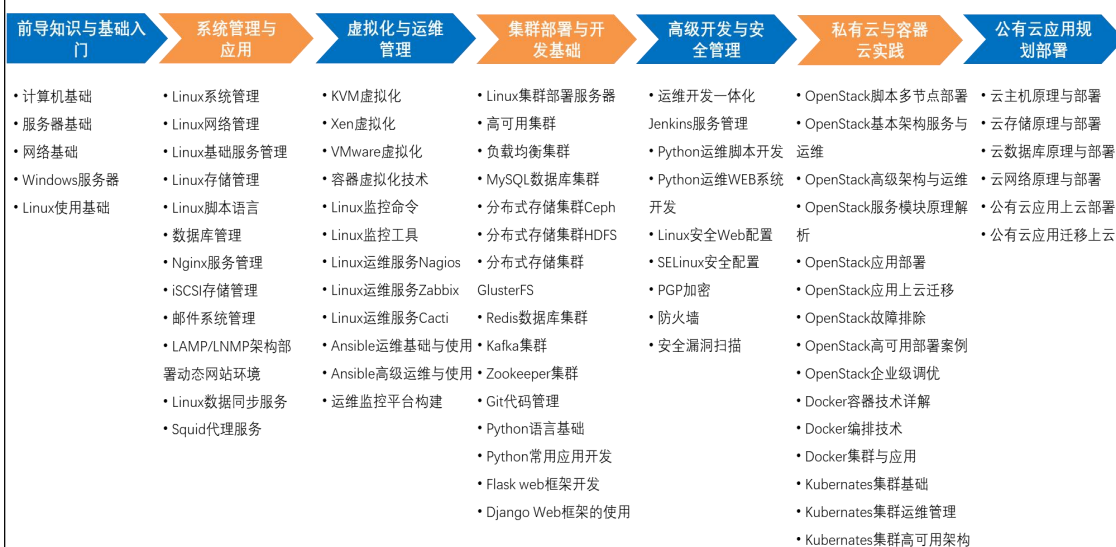 前导知识与基础入
门
系统管理与
应用
虚拟化与运维
管理
集群部署与开
发基础
高级开发与安
全管理
私有云与容器
云实践
公有云应用规
划部署
• 计算机基础
• 服务器基础
• 网络基础
• Windows服务器
• Linux使用基础
• Linux系统管理
• Linux网络管理
• Linux基础服务管理
• Linux存储管理
• Linux脚本语言
• 数据库管理
• Nginx服务管理
• iSCSI存储管理
• 邮件系统管理
• LAMP/LNMP架构部
署动态网站环境
• Linux数据同步服务
• Squid代理服务
• KVM虚拟化
• Xen虚拟化
• VMware虚拟化
• 容器虚拟化技术
• Linux监控命令
• Linux监控工具
• Linux运维服务Nagios
• Linux运维服务Zabbix
• Linux运维服务Cacti
• Ansible运维基础与使用
• Ansible高级运维与使用
• 运维监控平台构建
• Linux集群部署服务器
• 高可用集群
• 负载均衡集群
• MySQL数据库集群
• 分布式存储集群Ceph
• 分布式存储集群HDFS
• 分布式存储集群
GlusterFS
• Redis数据库集群
• Kafka集群
• Zookeeper集群
• Git代码管理
• Python语言基础
• Python常用应用开发
• Flask web框架开发
• Django Web框架的使用
• 运维开发一体化
Jenkins服务管理
• Python运维脚本开发
• Python运维WEB系统
开发
• Linux安全Web配置
• SELinux安全配置
• PGP加密
• 防火墙
• 安全漏洞扫描
• OpenStack脚本多节点部署
• OpenStack基本架构服务与
运维
• OpenStack高级架构与运维
• OpenStack服务模块原理解
析
• OpenStack应用部署
• OpenStack应用上云迁移
• OpenStack故障排除
• OpenStack高可用部署案例
• OpenStack企业级调优
• Docker容器技术详解
• Docker编排技术
• Docker集群与应用
• Kubernates集群基础
• Kubernates集群运维管理
• Kubernates集群高可用架构
• 云主机原理与部署
• 云存储原理与部署
• 云数据库原理与部署
• 云网络原理与部署
• 公有云应用上云部署
• 公有云应用迁移上云